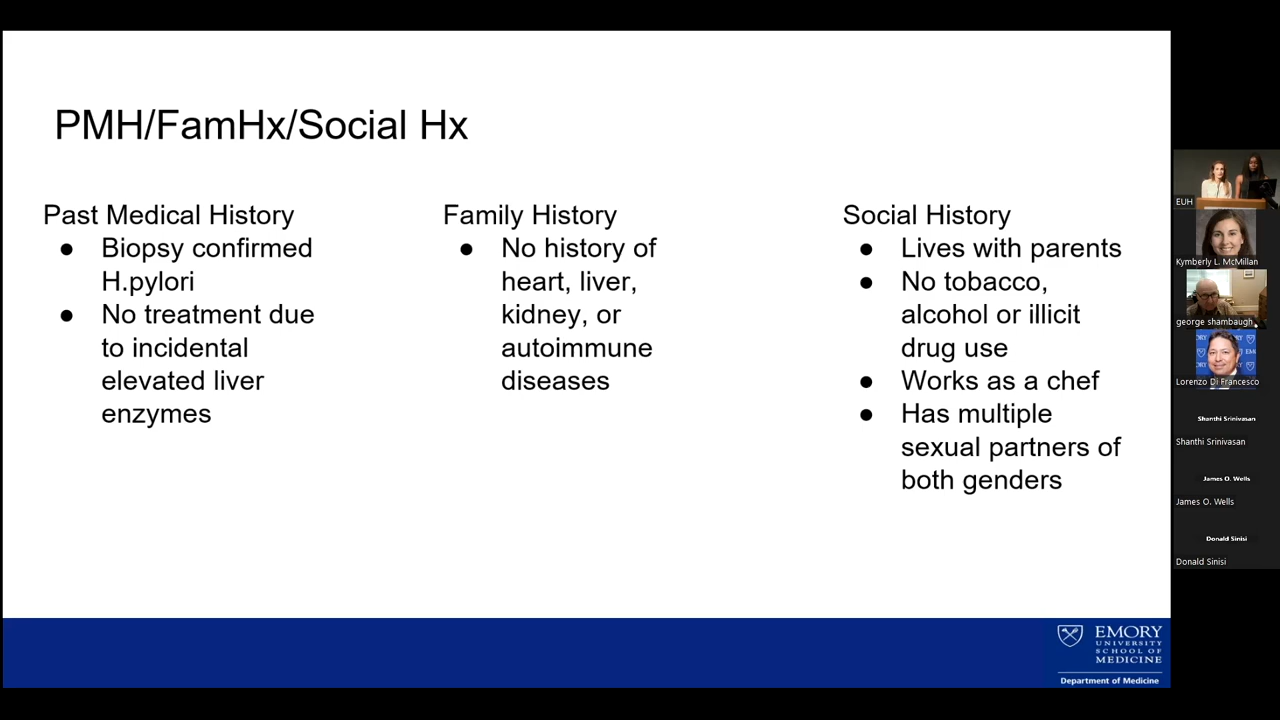 PMH/FamHx/Social Hx
Past Medical History
● Biopsy confirmed
H.pylori
● No treatment due
to incidental
elevated liver
enzymes
Family History
● No history of
heart, liver,
kidney, or
autoimmune
diseases
Social History
● Lives with parents
● No tobacco,
alcohol or illicit
drug use
● Works as a chef
● Has multiple
sexual partners of
both genders
EMORY
UNIVERSITY
SCHOOL OF
MEDICINE
Department of Medicine
EUH
Kymberly L. McMillan
george shambaugh
Lorenzo Di Francesco
Shanthi Srinivasan
Shanthi Srinivasan
James O. Wells
James O. Wells
Donald Sinisi
Donald Sinisi